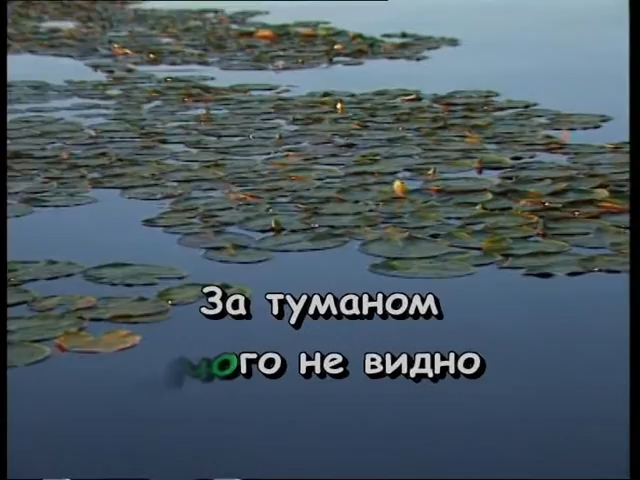 За туманом
не видно